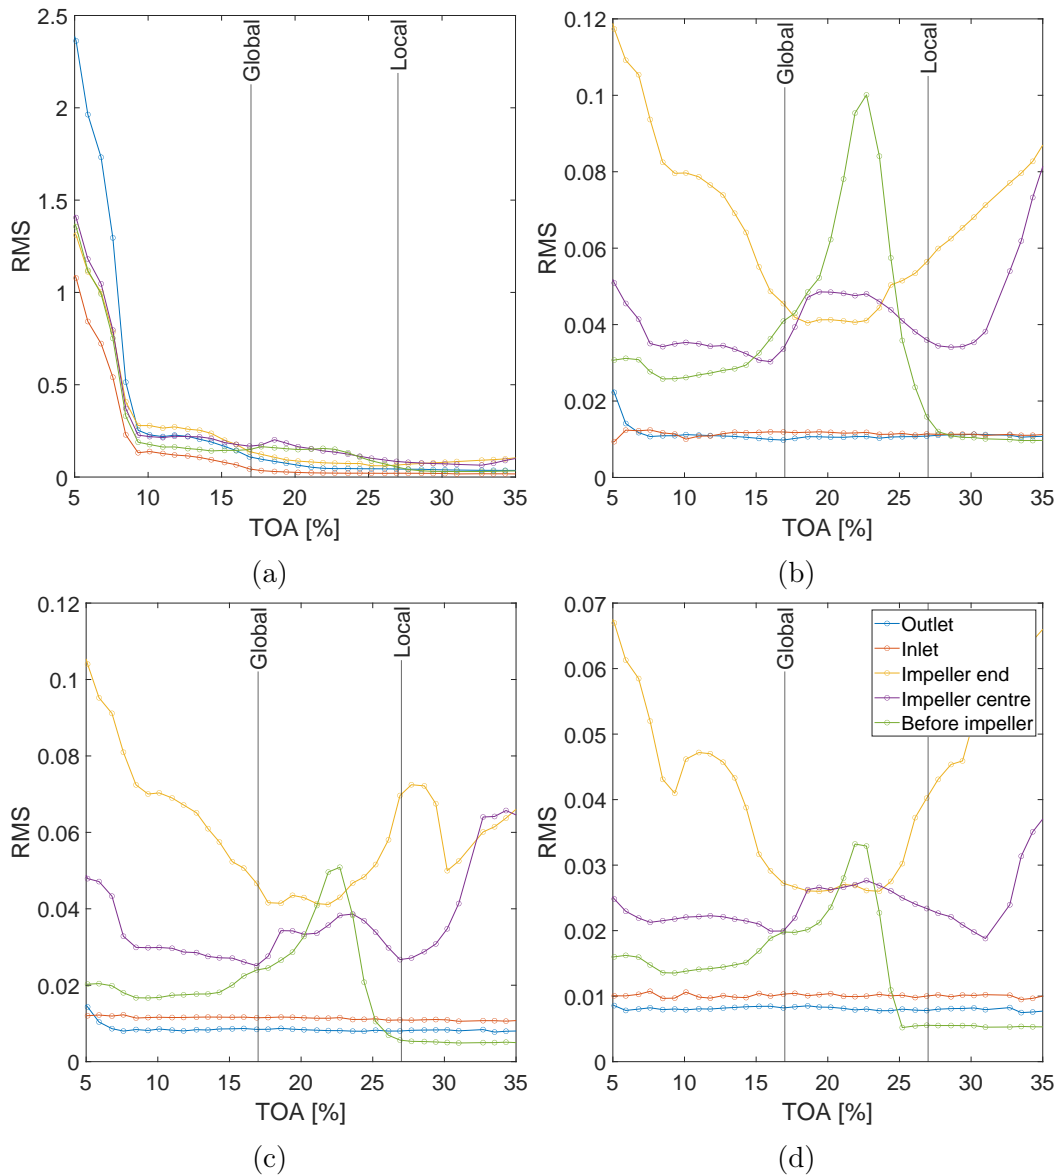 2.5
2
1.5
1
0.5
0
RMS
Global
Local
5 10 15 20 25 30 35
TOA [%]
(a)
0.12
0.1
0.08
0.06
0.04
0.02
0
RMS
Global
Local
5 10 15 20 25 30 35
TOA [%]
(b)
0.12
0.1
0.08
0.06
0.04
0.02
0
RMS
Global
Local
5 10 15 20 25 30 35
TOA [%]
(c)
0.07
0.06
0.05
0.04
0.03
0.02
0.01
0
RMS
Global
Outlet
Inlet
Impeller end
Impeller centre
Before impeller
5 10 15 20 25 30 35
TOA [%]
(d)